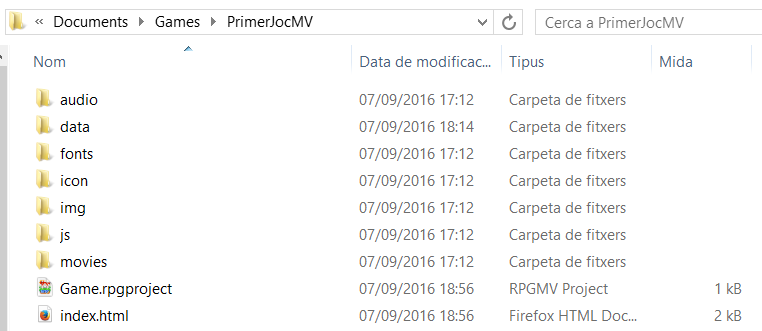 « Documents Games PrimerJocMV Cerca a PrimerJocMV
Nom Data de modificac... Tipus Mida
audio 07/09/2016 17:12 Carpeta de fitxers
data 07/09/2016 18:14 Carpeta de fitxers
fonts 07/09/2016 17:12 Carpeta de fitxers
icon 07/09/2016 17:12 Carpeta de fitxers
img 07/09/2016 17:12 Carpeta de fitxers
js 07/09/2016 17:12 Carpeta de fitxers
movies 07/09/2016 17:12 Carpeta de fitxers
Game.rpgproject 07/09/2016 18:56 RPGMV Project 1 kB
index.html 07/09/2016 18:56 Firefox HTML Doc... 2 kB